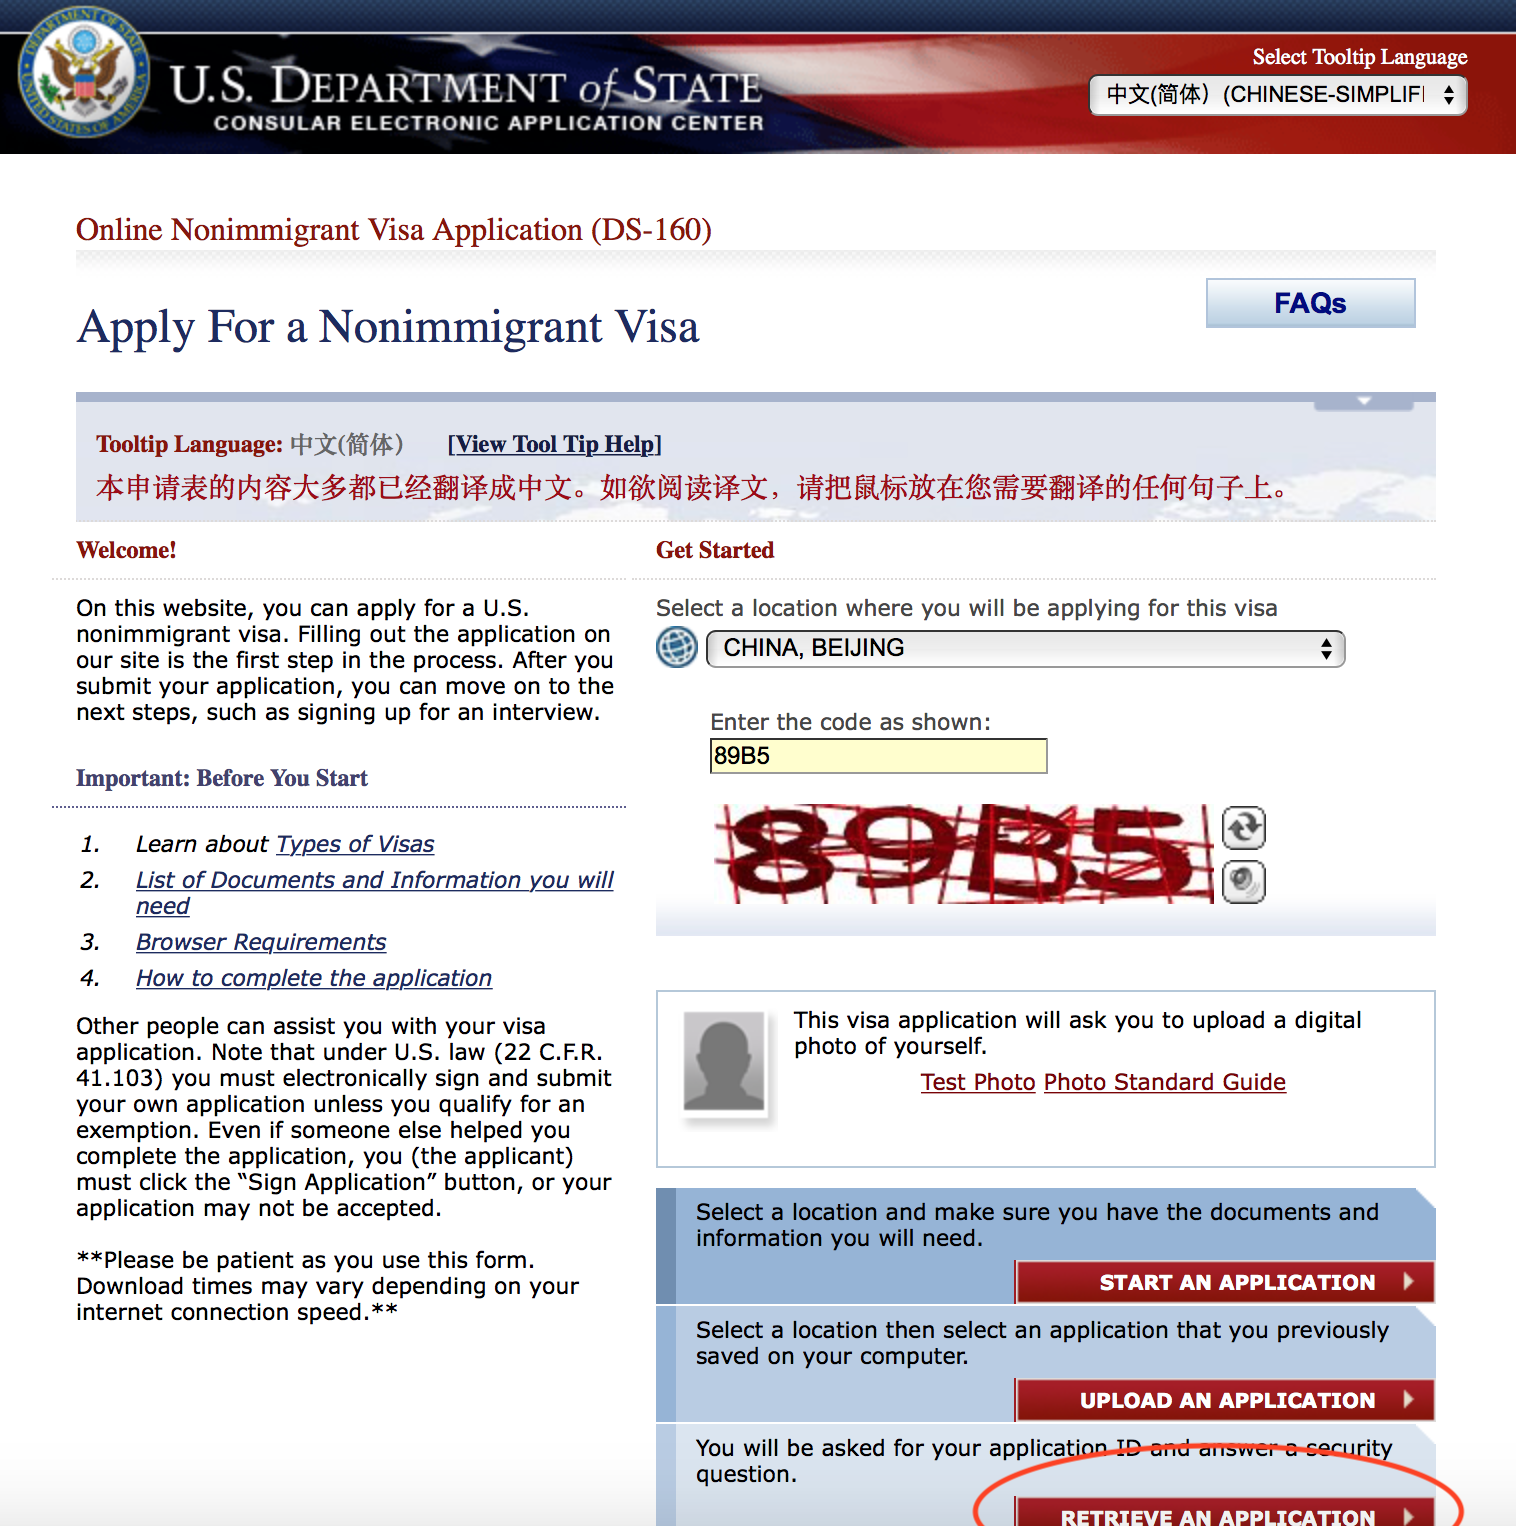 U.S. DEPARTMENT of STATE
CONSULAR ELECTRONIC APPLICATION CENTER
Select Tooltip Language
中文(简体) (CHINESE-SIMPLIFI
Online Nonimmigrant Visa Application (DS-160)
Apply For a Nonimmigrant Visa
FAQs
Tooltip Language: 中文(简体) [View Tool Tip Help]
本申请表的内容大多都已经翻译成中文。如欲阅读译文，请把鼠标放在您需要翻译的任何句子上。
Welcome!
On this website, you can apply for a U.S.
nonimmigrant visa. Filling out the application on
our site is the first step in the process. After you
submit your application, you can move on to the
next steps, such as signing up for an interview.
Important: Before You Start
1. Learn about Types of Visas
2. List of Documents and Information you will
need
3. Browser Requirements
4. How to complete the application
Other people can assist you with your visa
application. Note that under U.S. law (22 C.F.R.
41.103) you must electronically sign and submit
your own application unless you qualify for an
exemption. Even if someone else helped you
complete the application, you (the applicant)
must click the “Sign Application” button, or your
application may not be accepted.
**Please be patient as you use this form.
Download times may vary depending on your
internet connection speed.**
Get Started
Select a location where you will be applying for this visa
CHINA, BEIJING
Enter the code as shown:
89B5
89B5
This visa application will ask you to upload a digital
photo of yourself.
Test Photo Photo Standard Guide
Select a location and make sure you have the documents and
information you will need.
START AN APPLICATION
Select a location then select an application that you previously
saved on your computer.
UPLOAD AN APPLICATION
You will be asked for your application ID and answer a security
question.
RETRIEVE AN APPLICATION